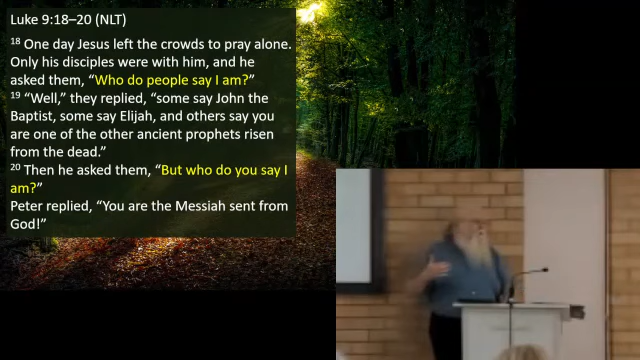 Luke 9:18–20 (NLT)
18 One day Jesus left the crowds to pray alone.
Only his disciples were with him, and he
asked them, “Who do people say I am?”
19 “Well,” they replied, “some say John the
Baptist, some say Elijah, and others say you
are one of the other ancient prophets risen
from the dead.”
20 Then he asked them, “But who do you say I
am?”
Peter replied, “You are the Messiah sent from
God!”